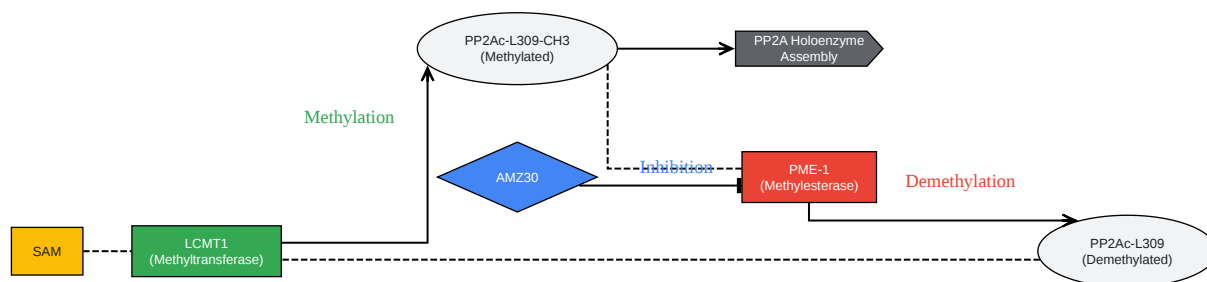 PP2Ac-L309-CH3
(Methylated)
PP2A Holoenzyme
Assembly
Methylation
AMZ30
Inhibition
PME-1
(Methylesterase)
Demethylation
SAM
LCMT1
(Methyltransferase)
PP2Ac-L309
(Demethylated)